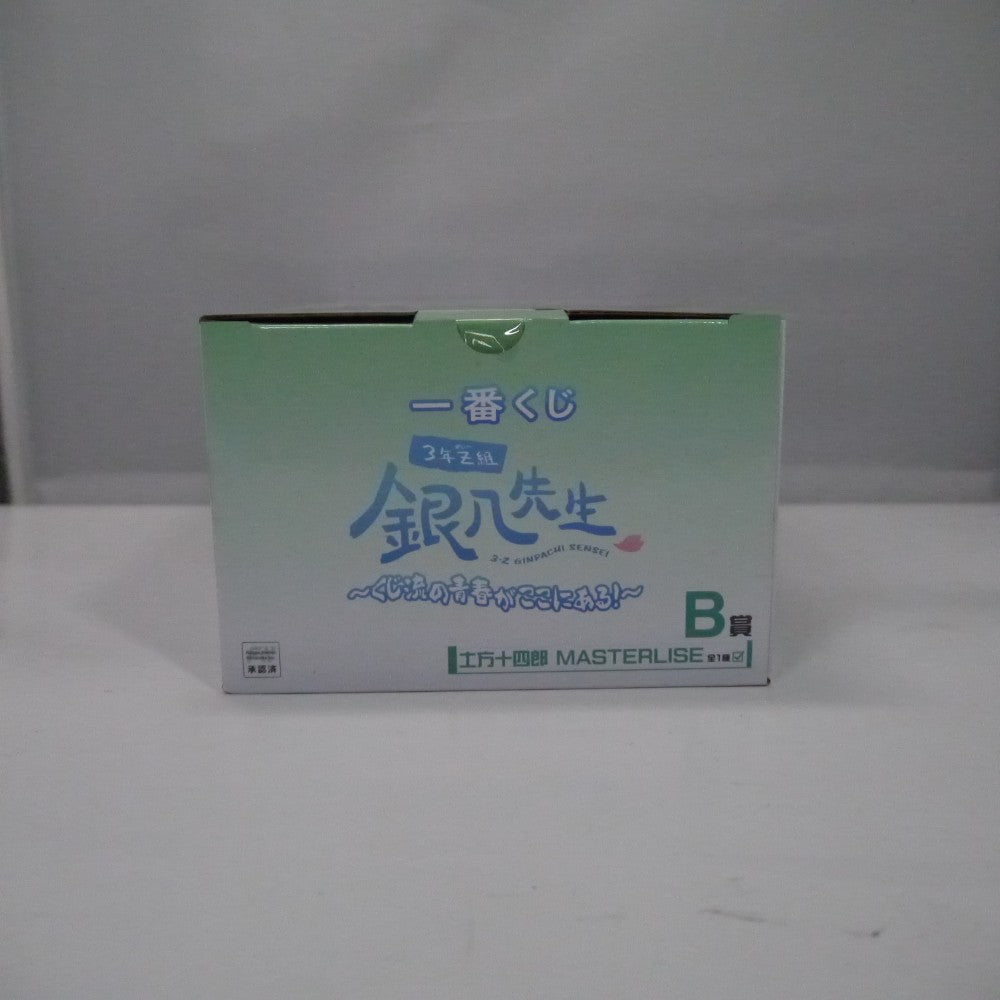 一番くじ
3年Z組
銀八先生
3-Z GINPACHI SENSEI
～くじ流の青春がここにある!～
B賞
土方十四郎 MASTERLISE 全1種
承認済